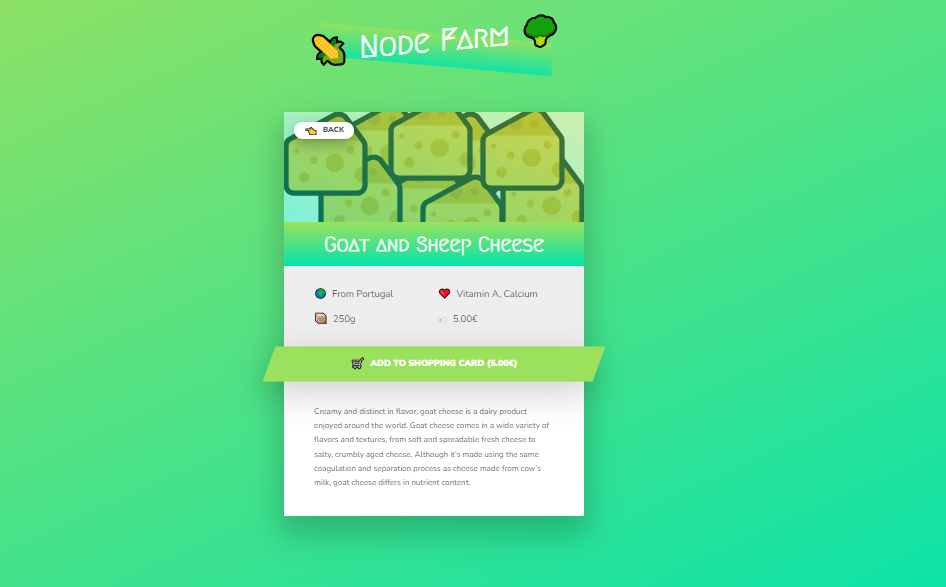 Node Farm
BACK
Goat and Sheep Cheese
From Portugal
Vitamin A, Calcium
250g
5.00€
ADD TO SHOPPING CARD (5.00€)
Creamy and distinct in flavor, goat cheese is a dairy product
enjoyed around the world. Goat cheese comes in a wide variety of
flavors and textures, from soft and spreadable fresh cheese to
salty, crumbly aged cheese. Although it's made using the same
coagulation and separation process as cheese made from cow's
milk, goat cheese differs in nutrient content.